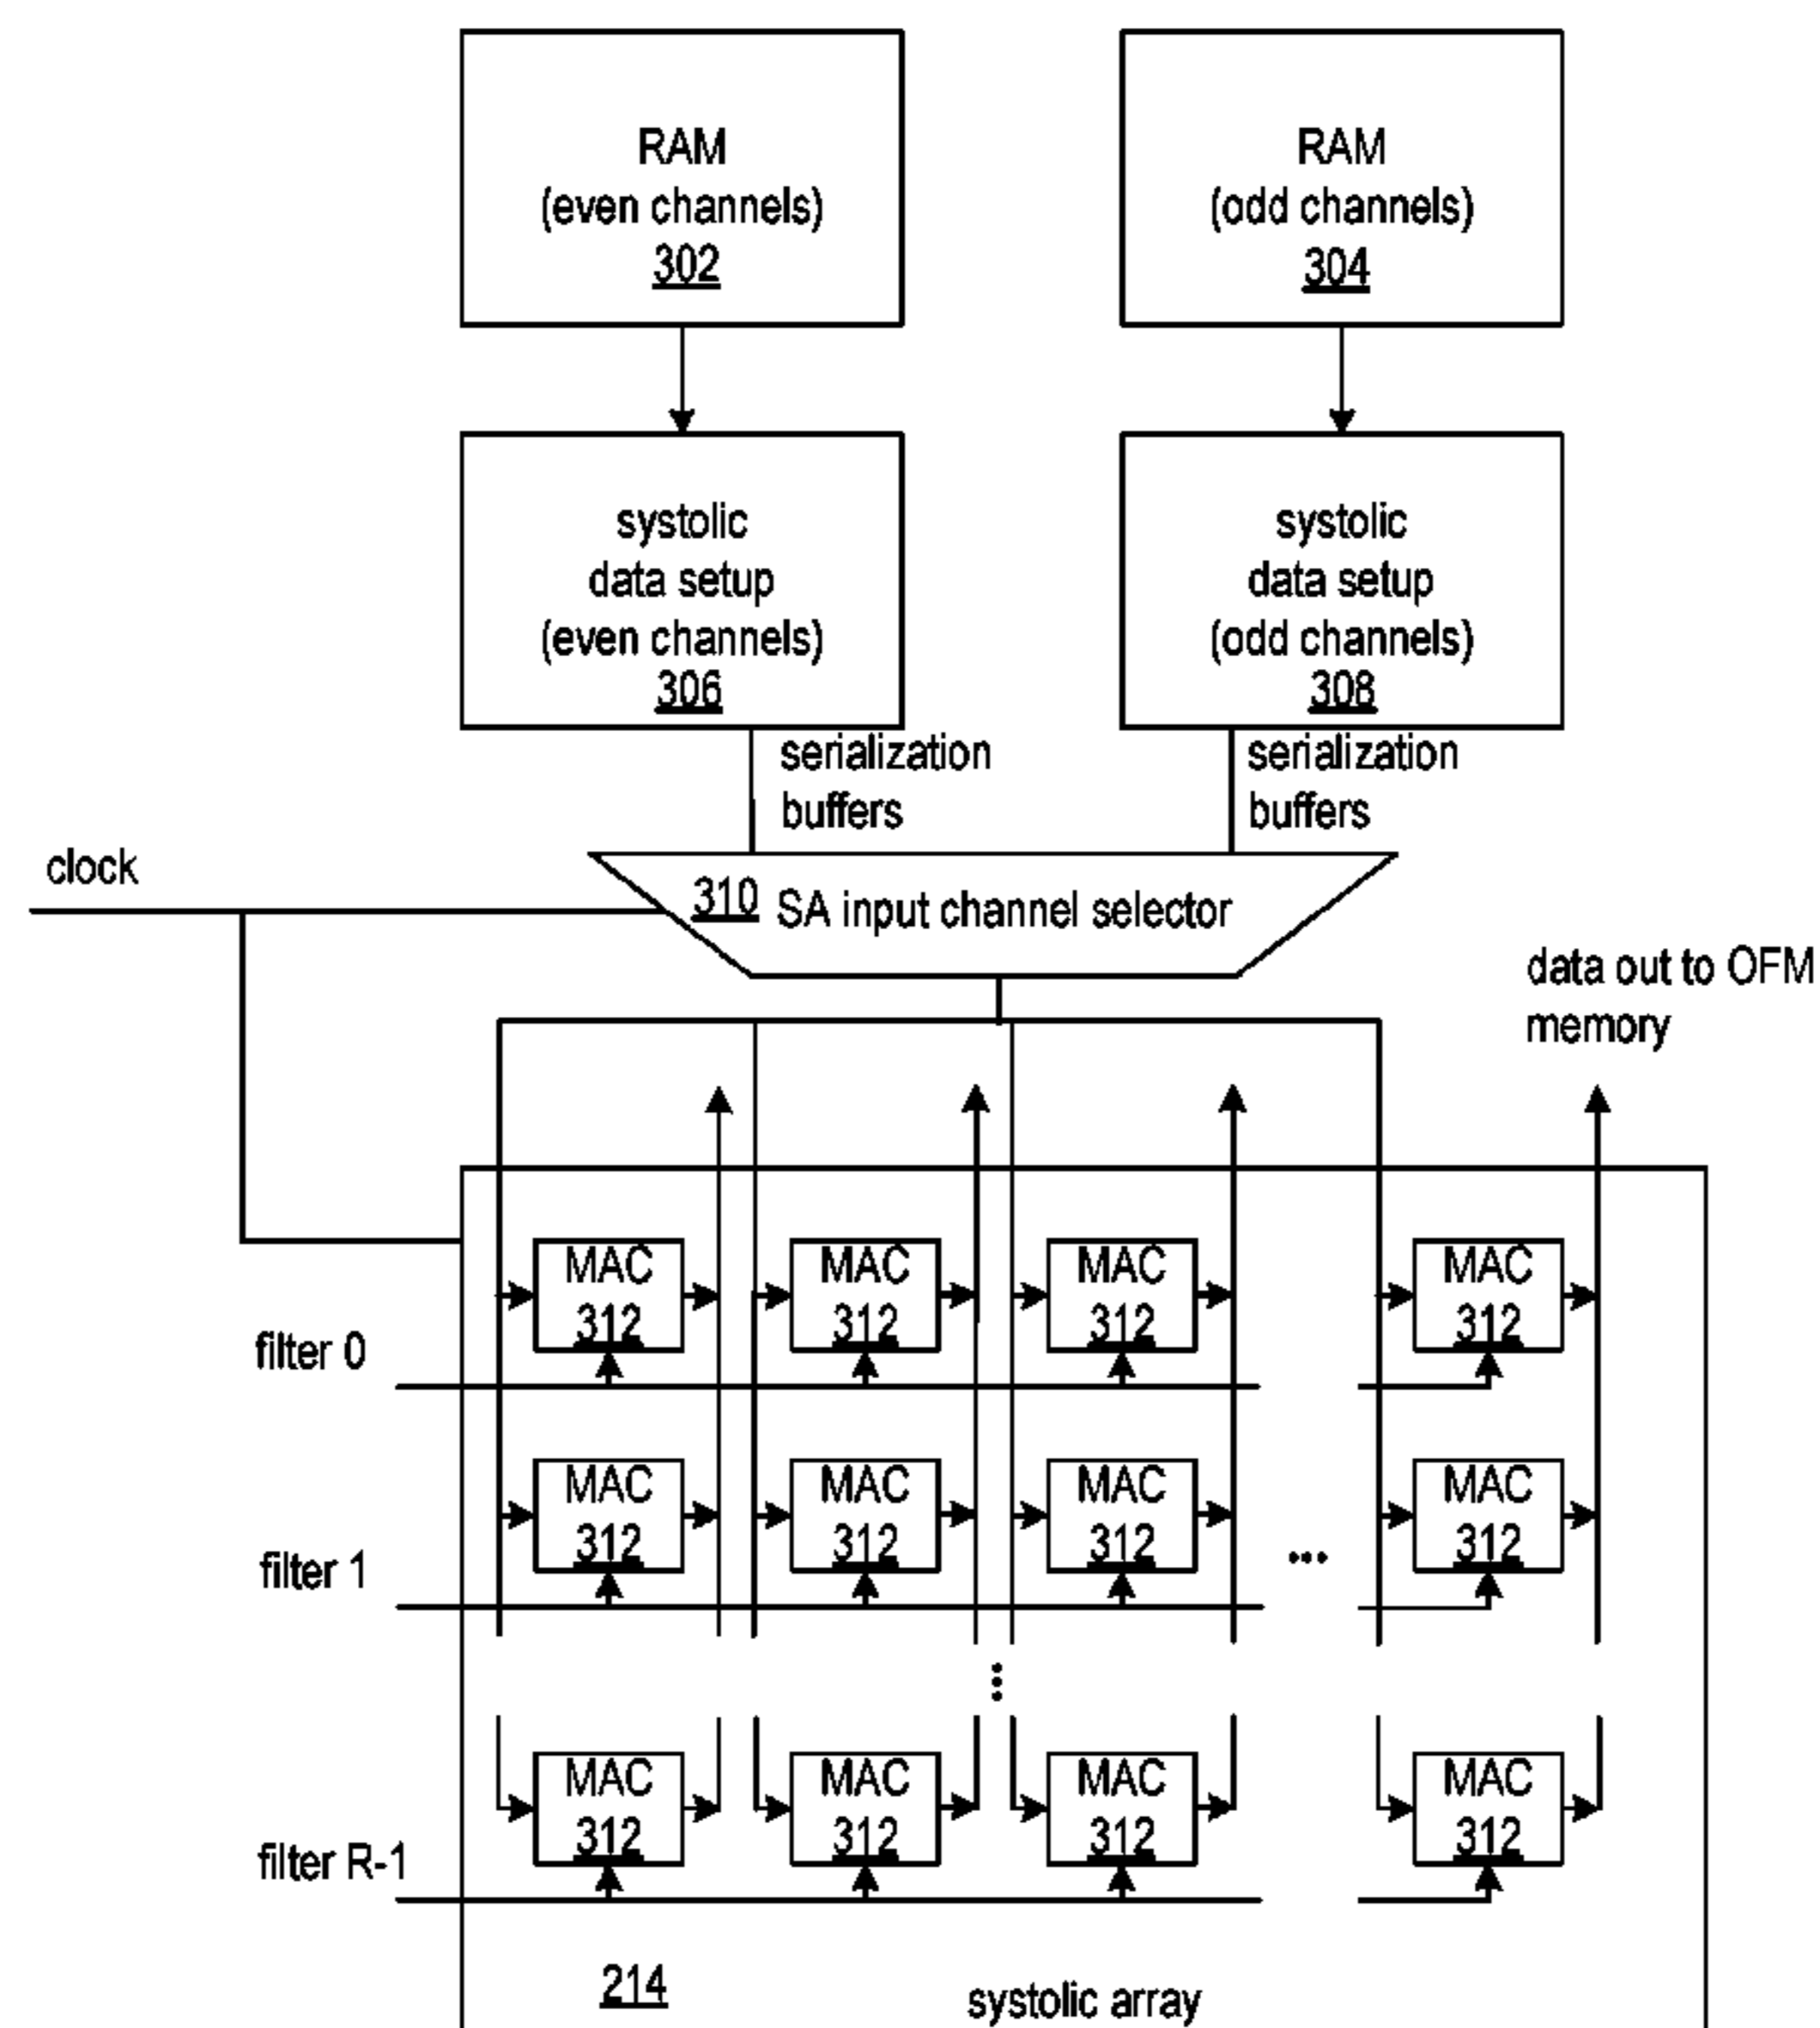 RAM
(even channels)
302
RAM
(odd channels)
304
systolic
data setup
(even channels)
306
systolic
data setup
(odd channels)
308
serialization
buffers
serialization
buffers
clock
310 SA input channel selector
data out to OFM
memory
MAC MAC MAC MAC
312 312 312 312
filter 0
MAC MAC MAC MAC
312 312 312 ... 312
filter 1
...
MAC MAC MAC MAC
312 312 312 312
filter R-1
214 systolic array